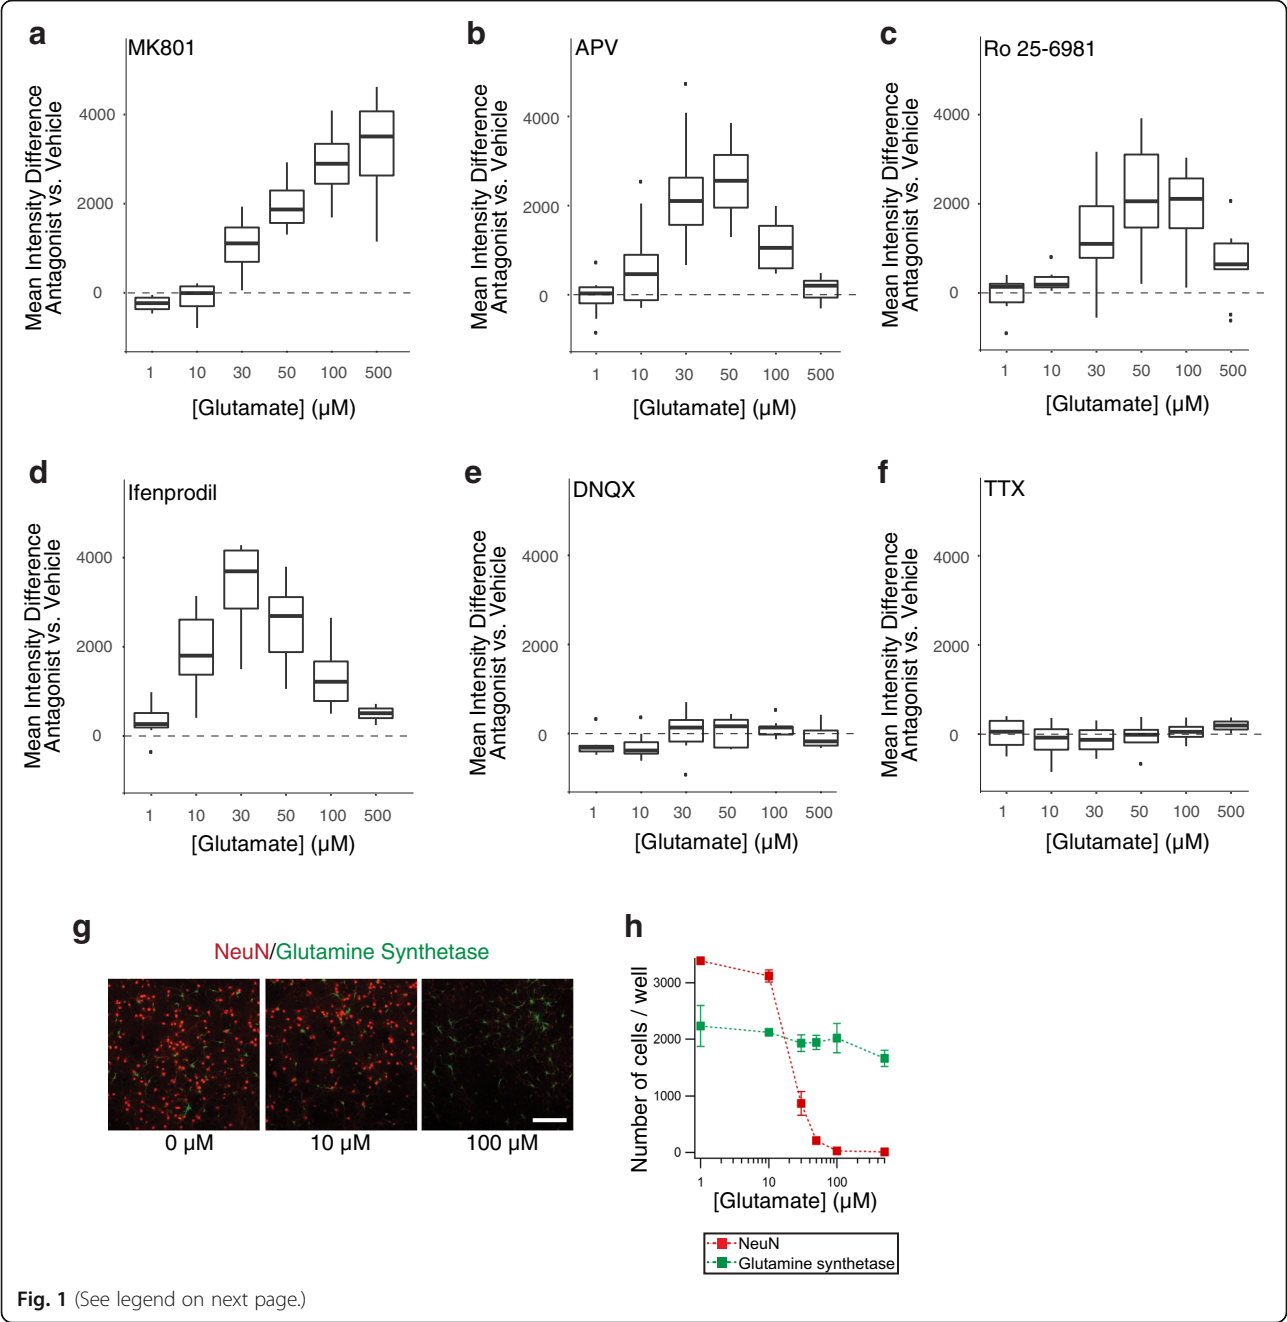 a
MK801
Mean Intensity Difference
Antagonist vs. Vehicle
4000
2000
0
1 10 30 50 100 500
[Glutamate] (µM)
b
APV
Mean Intensity Difference
Antagonist vs. Vehicle
4000
2000
0
1 10 30 50 100 500
[Glutamate] (µM)
c
Ro 25-6981
Mean Intensity Difference
Antagonist vs. Vehicle
4000
2000
0
1 10 30 50 100 500
[Glutamate] (µM)
d
Ifenprodil
Mean Intensity Difference
Antagonist vs. Vehicle
4000
2000
0
1 10 30 50 100 500
[Glutamate] (µM)
e
DNQX
Mean Intensity Difference
Antagonist vs. Vehicle
4000
2000
0
1 10 30 50 100 500
[Glutamate] (µM)
f
TTX
Mean Intensity Difference
Antagonist vs. Vehicle
4000
2000
0
1 10 30 50 100 500
[Glutamate] (µM)
g
NeuN/Glutamine Synthetase
0 µM 10 µM 100 µM
h
Number of cells / well
3000
2000
1000
0
1 10 100
[Glutamate] (µM)
NeuN
Glutamine synthetase
Fig. 1 (See legend on next page.)